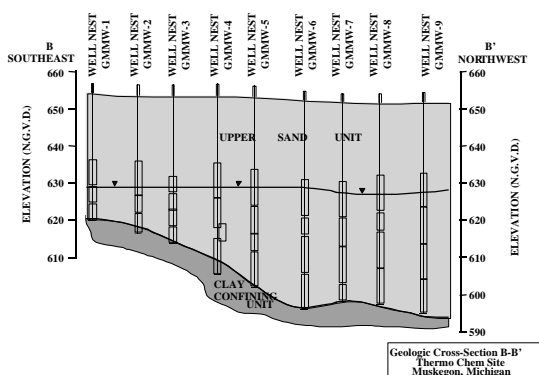 B
SOUTHEAST
WELL NEST
GMMW-1
WELL NEST
GMMW-2
WELL NEST
GMMW-3
WELL NEST
GMMW-4
WELL NEST
GMMW-5
WELL NEST
GMMW-6
WELL NEST
GMMW-7
WELL NEST
GMMW-8
WELL NEST
GMMW-9
B'
NORTHWEST
660
650
640
630
620
610
ELEVATION (N.G.V.D.)
UPPER SAND UNIT
CLAY
CONFINING
UNIT
660
650
640
630
620
610
600
590
ELEVATION (N.G.V.D.)
Geologic Cross-Section B-B'
Thermo Chem Site
Muskegon, Michigan